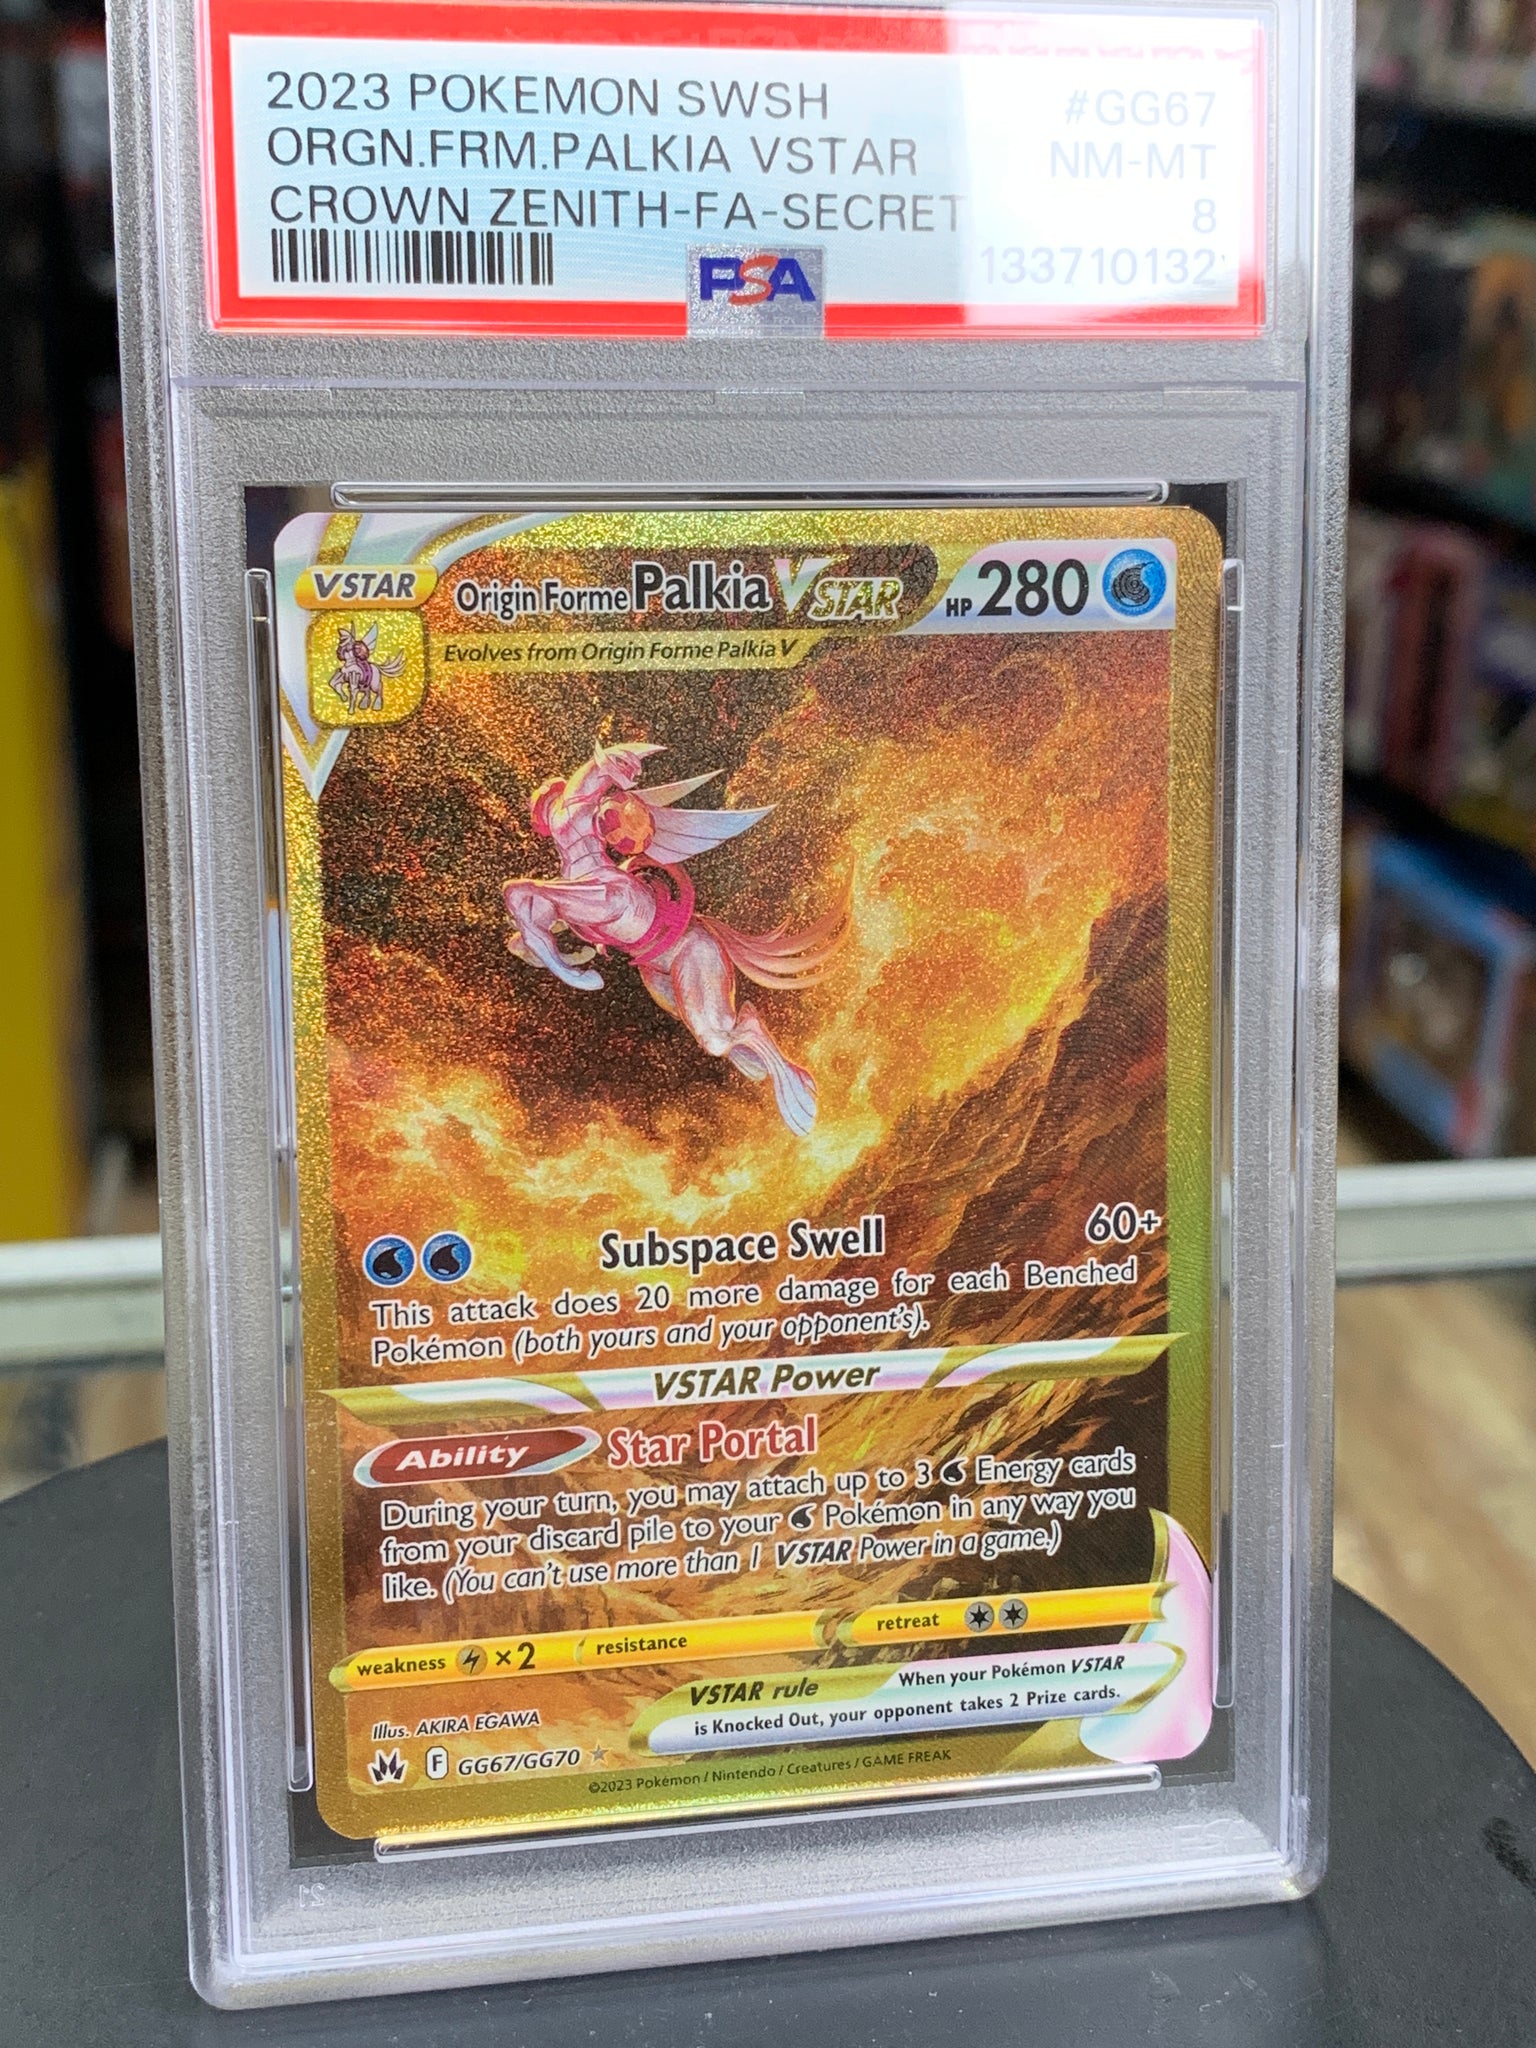 2023 POKEMON SWSH #GG67
ORGN.FRM.PALKIA VSTAR NM-MT
CROWN ZENITH-FA-SECRET 8
PSA 133710132
VSTAR Origin Forme Palkia VSTAR HP 280
Evolves from Origin Forme Palkia V
Subspace Swell 60+
This attack does 20 more damage for each Benched
Pokémon (both yours and your opponent's).
VSTAR Power
Ability Star Portal
During your turn, you may attach up to 3 Energy cards
from your discard pile to your Pokémon in any way you
like. (You can't use more than 1 VSTAR Power in a game.)
weakness ×2 resistance retreat
VSTAR rule When your Pokémon VSTAR
is Knocked Out, your opponent takes 2 Prize cards.
Illus. AKIRA EGAWA
F GG67/GG70
©2023 Pokémon / Nintendo / Creatures / GAME FREAK